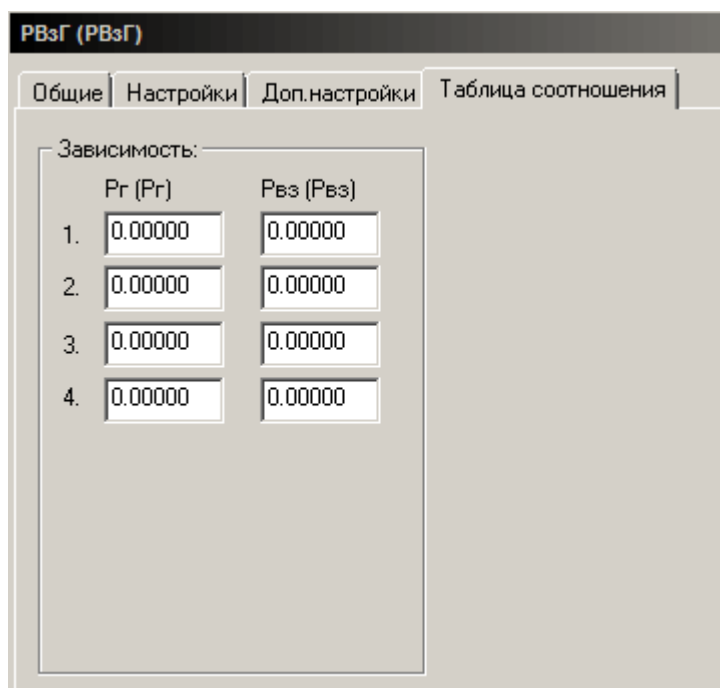 РВзГ (РВзГ)
Общие Настройки Доп.настройки Таблица соотношения
Зависимость:
Рг (Рг) Рвз (Рвз)
1. 0.00000 0.00000
2. 0.00000 0.00000
3. 0.00000 0.00000
4. 0.00000 0.00000